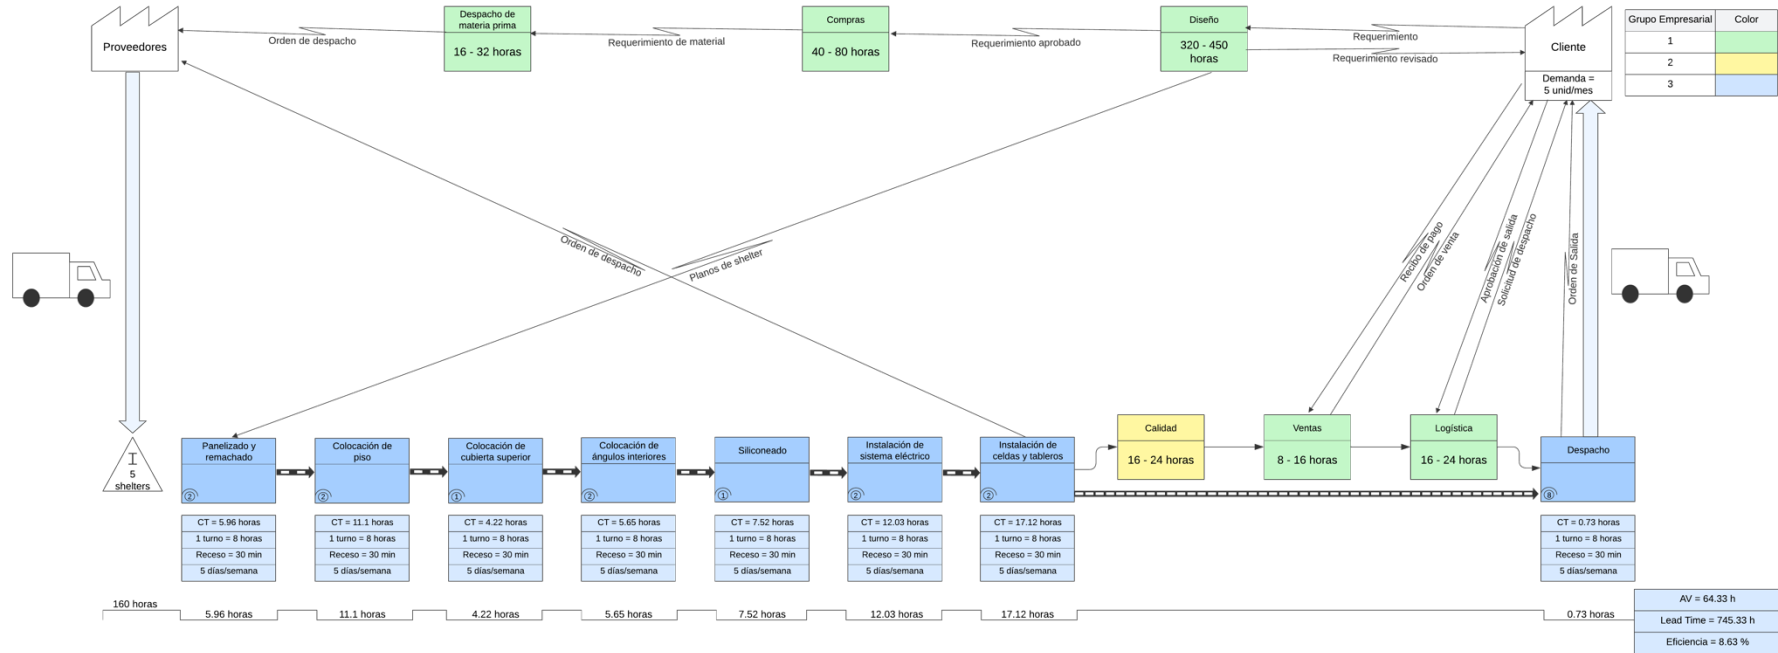 Proveedores
Orden de despacho
Despacho de
materia prima
16 - 32 horas
Requerimiento de material
Compras
40 - 80 horas
Requerimiento aprobado
Diseño
320 - 450
horas
Requerimiento
Requerimiento revisado
Cliente
Demanda =
5 unid/mes
Grupo Empresarial
Color
1
2
3
Orden de despacho
Planos de shelter
Recibo de pago
Orden de venta
Aprobación de salida
Solicitud de despacho
Orden de Salida
I
5
shelters
Panelizado y
remachado
2
Colocación de
piso
2
Colocación de
cubierta superior
1
Colocación de
ángulos interiores
2
Siliconeado
1
Instalación de
sistema eléctrico
2
Instalación de
celdas y tableros
2
Calidad
16 - 24 horas
Ventas
8 - 16 horas
Logística
16 - 24 horas
Despacho
8
CT = 5.96 horas
1 turno = 8 horas
Receso = 30 min
5 días/semana
CT = 11.1 horas
1 turno = 8 horas
Receso = 30 min
5 días/semana
CT = 4.22 horas
1 turno = 8 horas
Receso = 30 min
5 días/semana
CT = 5.65 horas
1 turno = 8 horas
Receso = 30 min
5 días/semana
CT = 7.52 horas
1 turno = 8 horas
Receso = 30 min
5 días/semana
CT = 12.03 horas
1 turno = 8 horas
Receso = 30 min
5 días/semana
CT = 17.12 horas
1 turno = 8 horas
Receso = 30 min
5 días/semana
CT = 0.73 horas
1 turno = 8 horas
Receso = 30 min
5 días/semana
160 horas
5.96 horas
11.1 horas
4.22 horas
5.65 horas
7.52 horas
12.03 horas
17.12 horas
0.73 horas
AV = 64.33 h
Lead Time = 745.33 h
Eficiencia = 8.63 %